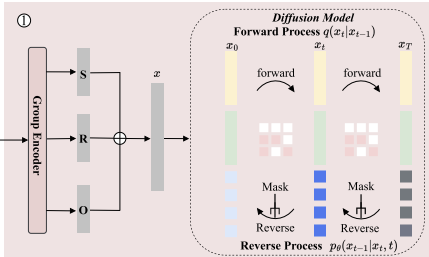 ①
Group Encoder
S
R
O
x
Diffusion Model
Forward Process q(x_t|x_{t-1})
x_0 x_t x_T
forward forward
Mask Mask
Reverse Reverse
Reverse Process p_θ(x_{t-1}|x_t, t)